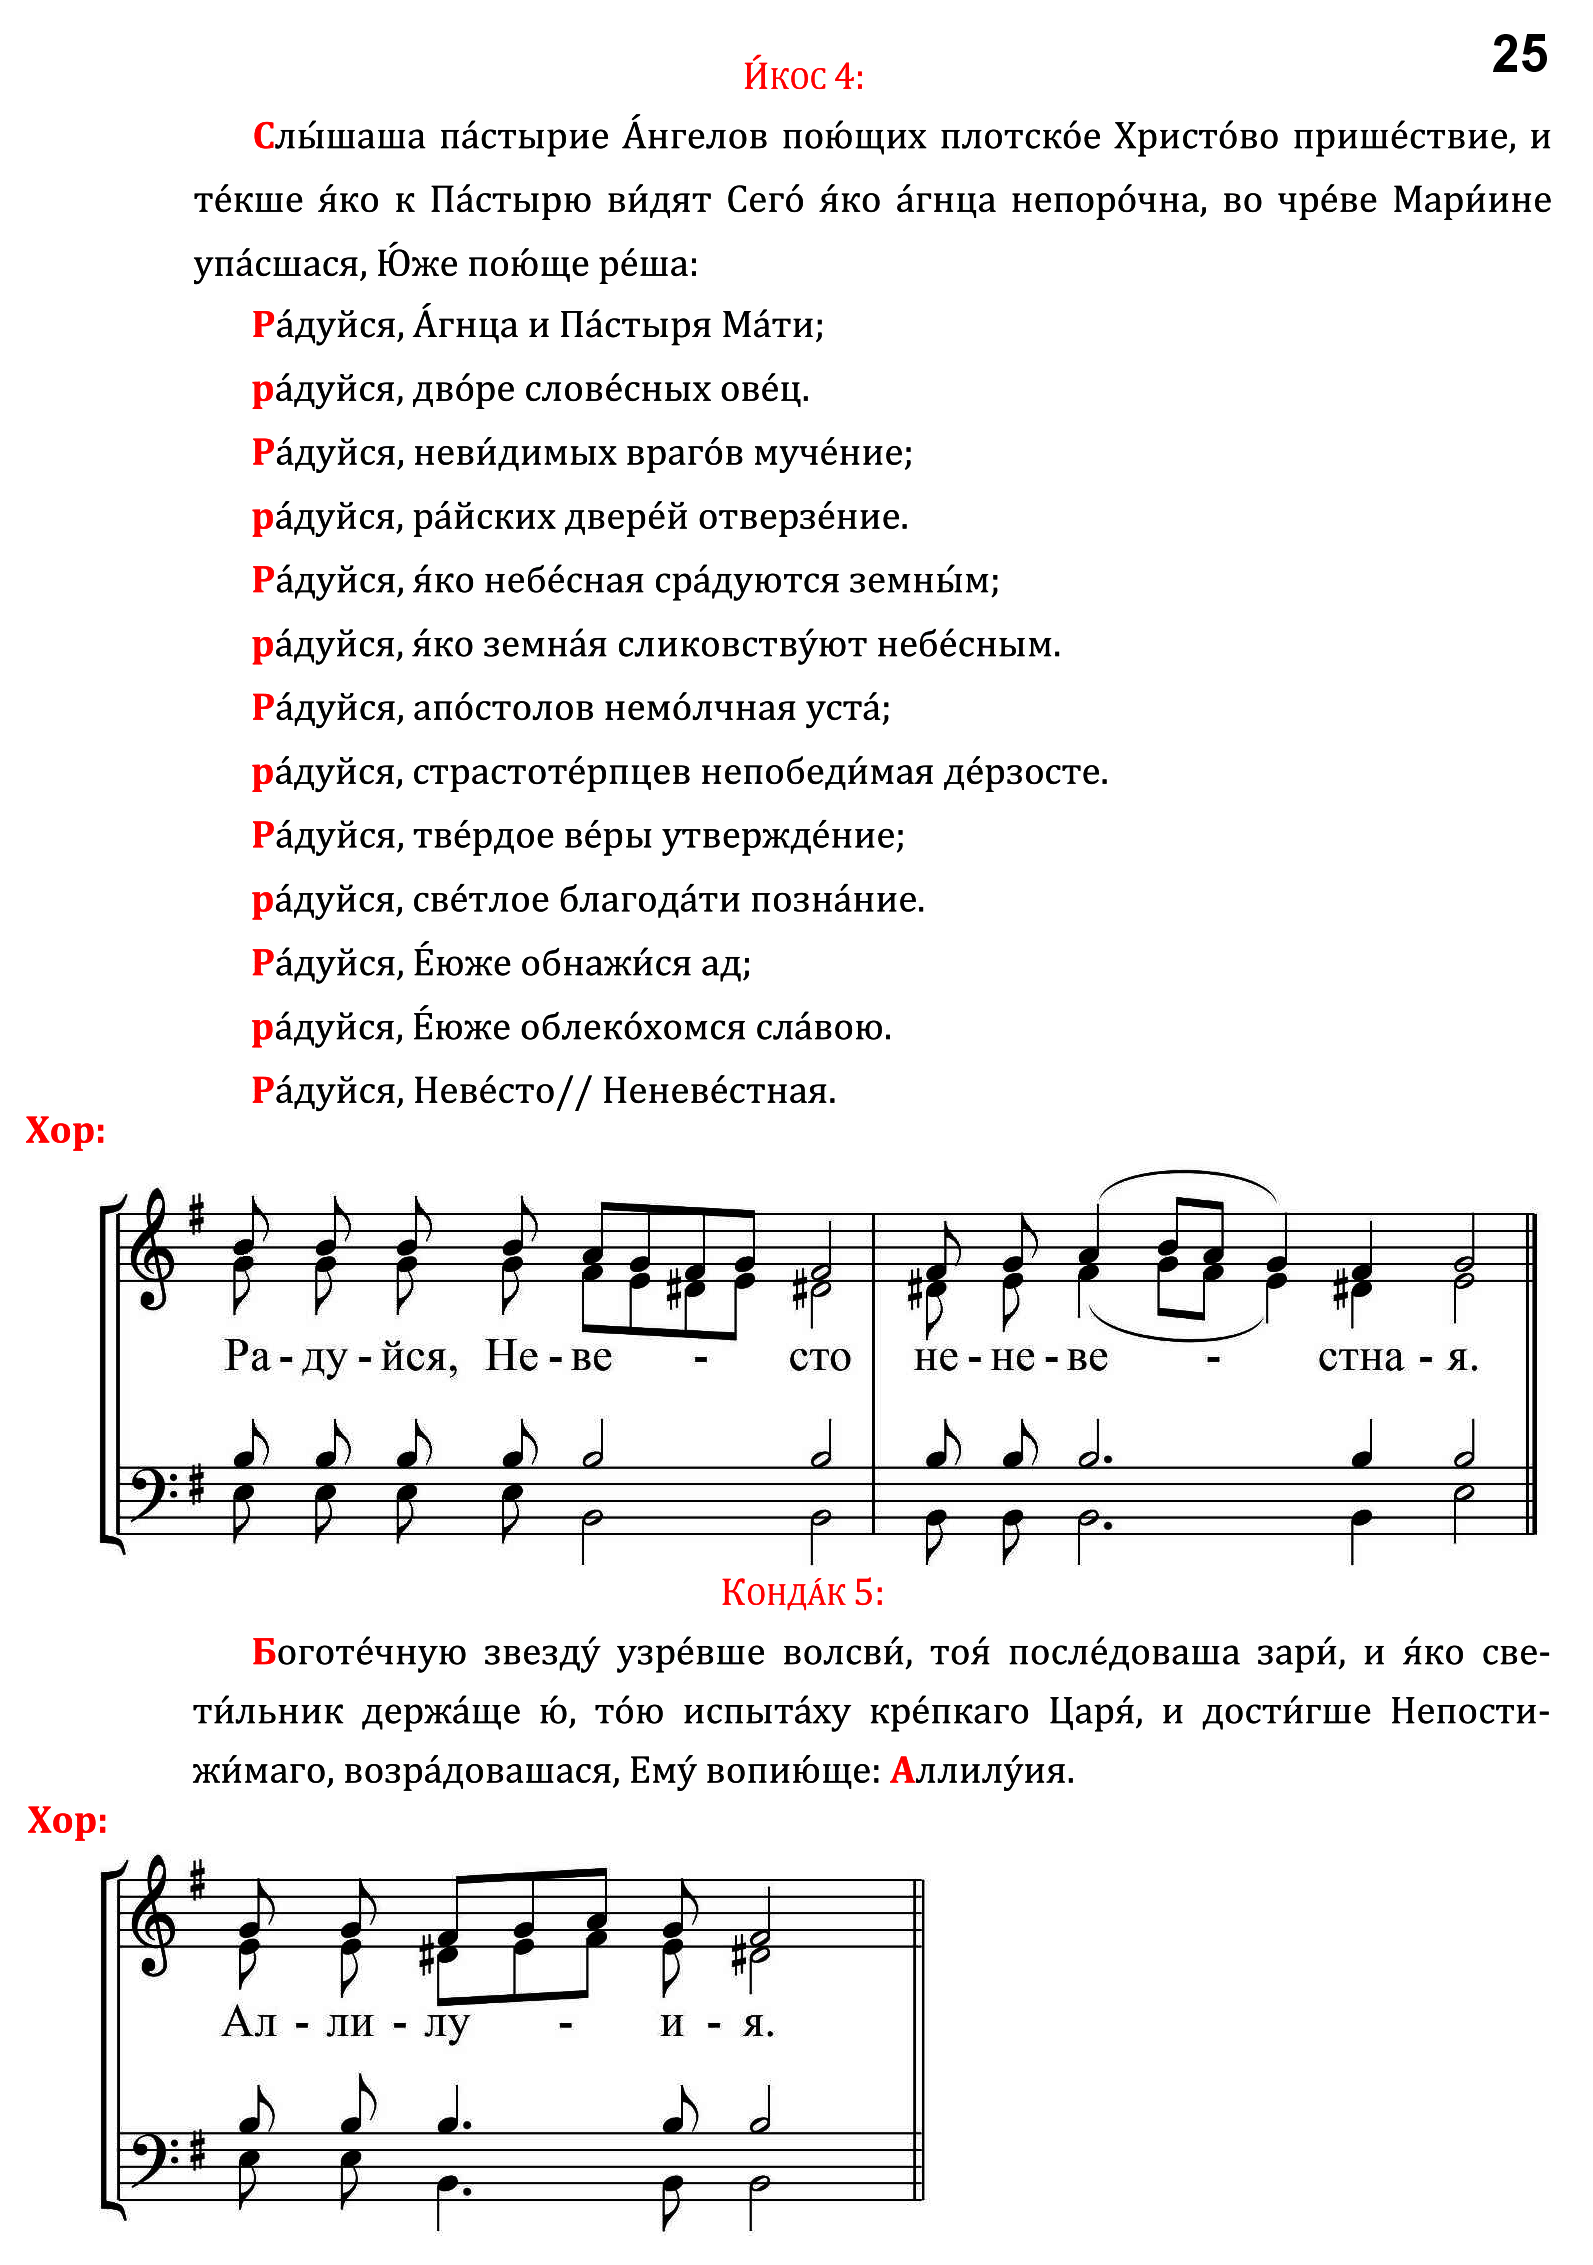 25
И́кос 4:
Слы́шаша па́стырие А́нгелов пою́щих плотско́е Христо́во прише́ствие, и
те́кше я́ко к Па́стырю ви́дят Сего́ я́ко а́гнца непоро́чна, во чре́ве Мари́ине
упа́сшася, Ю́же пою́ще ре́ша:
Ра́дуйся, А́гнца и Па́стыря Ма́ти;
ра́дуйся, дво́ре слове́сных ове́ц.
Ра́дуйся, неви́димых враго́в муче́ние;
ра́дуйся, ра́йских двере́й отверзе́ние.
Ра́дуйся, я́ко небе́сная сра́дуются земны́м;
ра́дуйся, я́ко земна́я сликовству́ют небе́сным.
Ра́дуйся, апо́столов немо́лчная уста́;
ра́дуйся, страстоте́рпцев непобеди́мая де́рзосте.
Ра́дуйся, тве́рдое ве́ры утвержде́ние;
ра́дуйся, све́тлое благода́ти позна́ние.
Ра́дуйся, Е́юже обнажи́ся ад;
ра́дуйся, Е́юже облеко́хомся сла́вою.
Ра́дуйся, Неве́сто// Неневе́стная.
Хор:
Ра - ду - йся, Не - ве - сто не - не - ве - стна - я.
Конда́к 5:
Боготе́чную звезду́ узре́вше волсви́, тоя́ после́доваша зари́, и я́ко све-
ти́льник держа́ще ю́, то́ю испыта́ху кре́пкаго Царя́, и дости́гше Непости-
жи́маго, возра́довашася, Ему́ вопию́ще: Аллилу́ия.
Хор:
Ал - ли - лу - и - я.